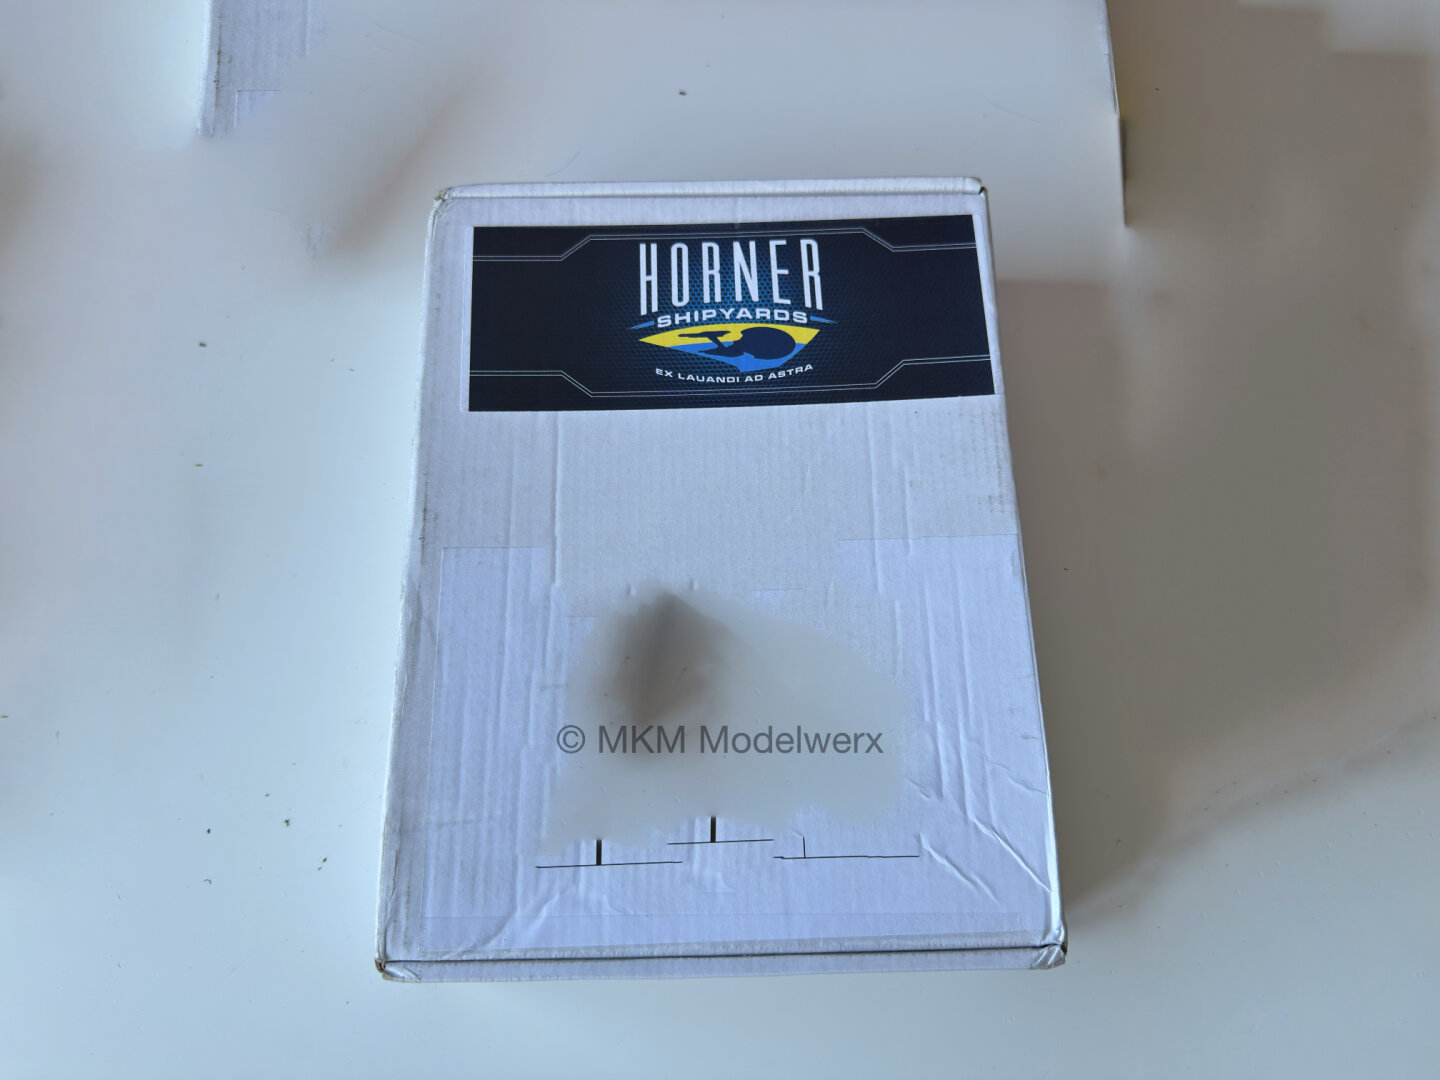 HORNER
SHIPYARDS
EX LAUANDI AD ASTRA
© MKM Modelwerx